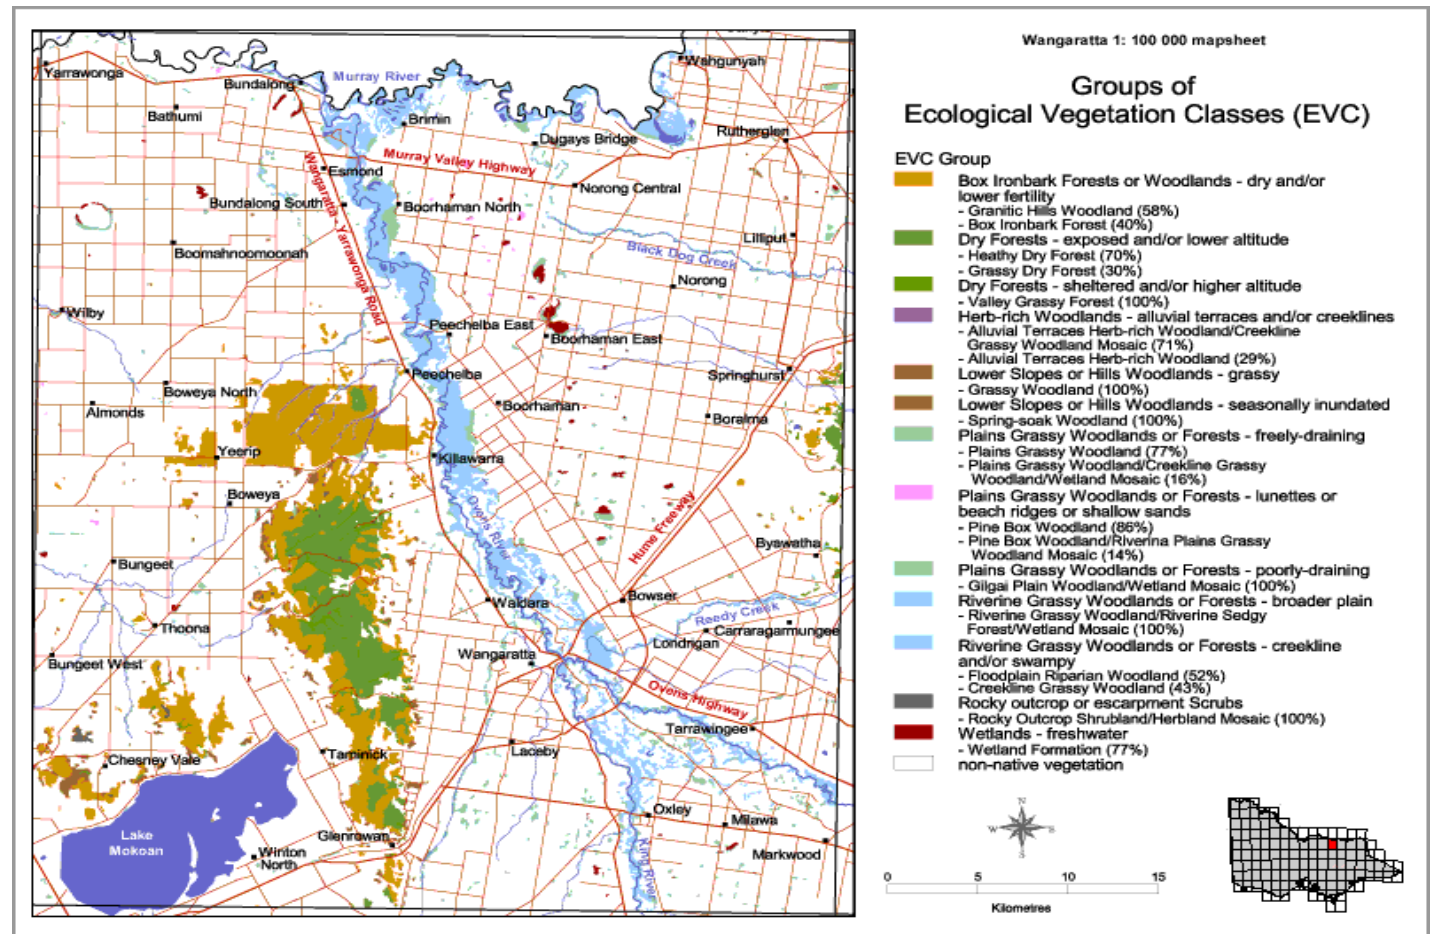 Wangaratta 1: 100 000 mapsheet
Groups of
Ecological Vegetation Classes (EVC)
EVC Group
Box Ironbark Forests or Woodlands - dry and/or
lower fertility
- Granitic Hills Woodland (58%)
- Box Ironbark Forest (40%)
Dry Forests - exposed and/or lower altitude
- Heathy Dry Forest (70%)
- Grassy Dry Forest (30%)
Dry Forests - sheltered and/or higher altitude
- Valley Grassy Forest (100%)
Herb-rich Woodlands - alluvial terraces and/or creeklines
- Alluvial Terraces Herb-rich Woodland/Creekline
Grassy Woodland Mosaic (71%)
- Alluvial Terraces Herb-rich Woodland (29%)
Lower Slopes or Hills Woodlands - grassy
- Grassy Woodland (100%)
Lower Slopes or Hills Woodlands - seasonally inundated
- Spring-soak Woodland (100%)
Plains Grassy Woodlands or Forests - freely-draining
- Plains Grassy Woodland (77%)
- Plains Grassy Woodland/Creekline Grassy
Woodland/Wetland Mosaic (16%)
Plains Grassy Woodlands or Forests - lunettes or
beach ridges or shallow sands
- Pine Box Woodland (86%)
- Pine Box Woodland/Riverina Plains Grassy
Woodland Mosaic (14%)
Plains Grassy Woodlands or Forests - poorly-draining
- Gilgai Plain Woodland/Wetland Mosaic (100%)
Riverine Grassy Woodlands or Forests - broader plain
- Riverine Grassy Woodland/Riverine Sedgy
Forest/Wetland Mosaic (100%)
Riverine Grassy Woodlands or Forests - creekline
and/or swampy
- Floodplain Riparian Woodland (52%)
- Creekline Grassy Woodland (43%)
Rocky outcrop or escarpment Scrubs
- Rocky Outcrop Shrubland/Herbland Mosaic (100%)
Wetlands - freshwater
- Wetland Formation (77%)
non-native vegetation
N
W
E
S
0 5 10 15
Kilometres
Yarrawonga
Bundalong
Murray River
Wahgunyah
Bathumi
Brimin
Dugays Bridge
Rutherglen
Murray Valley Highway
Esmond
Norong Central
Bundalong South
Boorhaman North
Wangaratta - Yarrawonga Road
Lilliput
Boomahnoomoonah
Black Dog Creek
Norong
Wilby
Peechelba East
Boorhaman East
Peechelba
Springhurst
Boweya North
Almonds
Boorhaman
Boralma
Yeerip
Killawarra
Boweya
Ovens River
Hume Freeway
Byawatha
Bungeet
Waldara
Bowser
Reedy Creek
Thoona
Carraragarmungee
Londrigan
Bungeet West
Wangaratta
Ovens Highway
Tarrawingee
Chesney Vale
Taminick
Laceby
Lake
Mokoan
Glenrowan
Oxley
Milawa
Winton
North
Markwood
King River